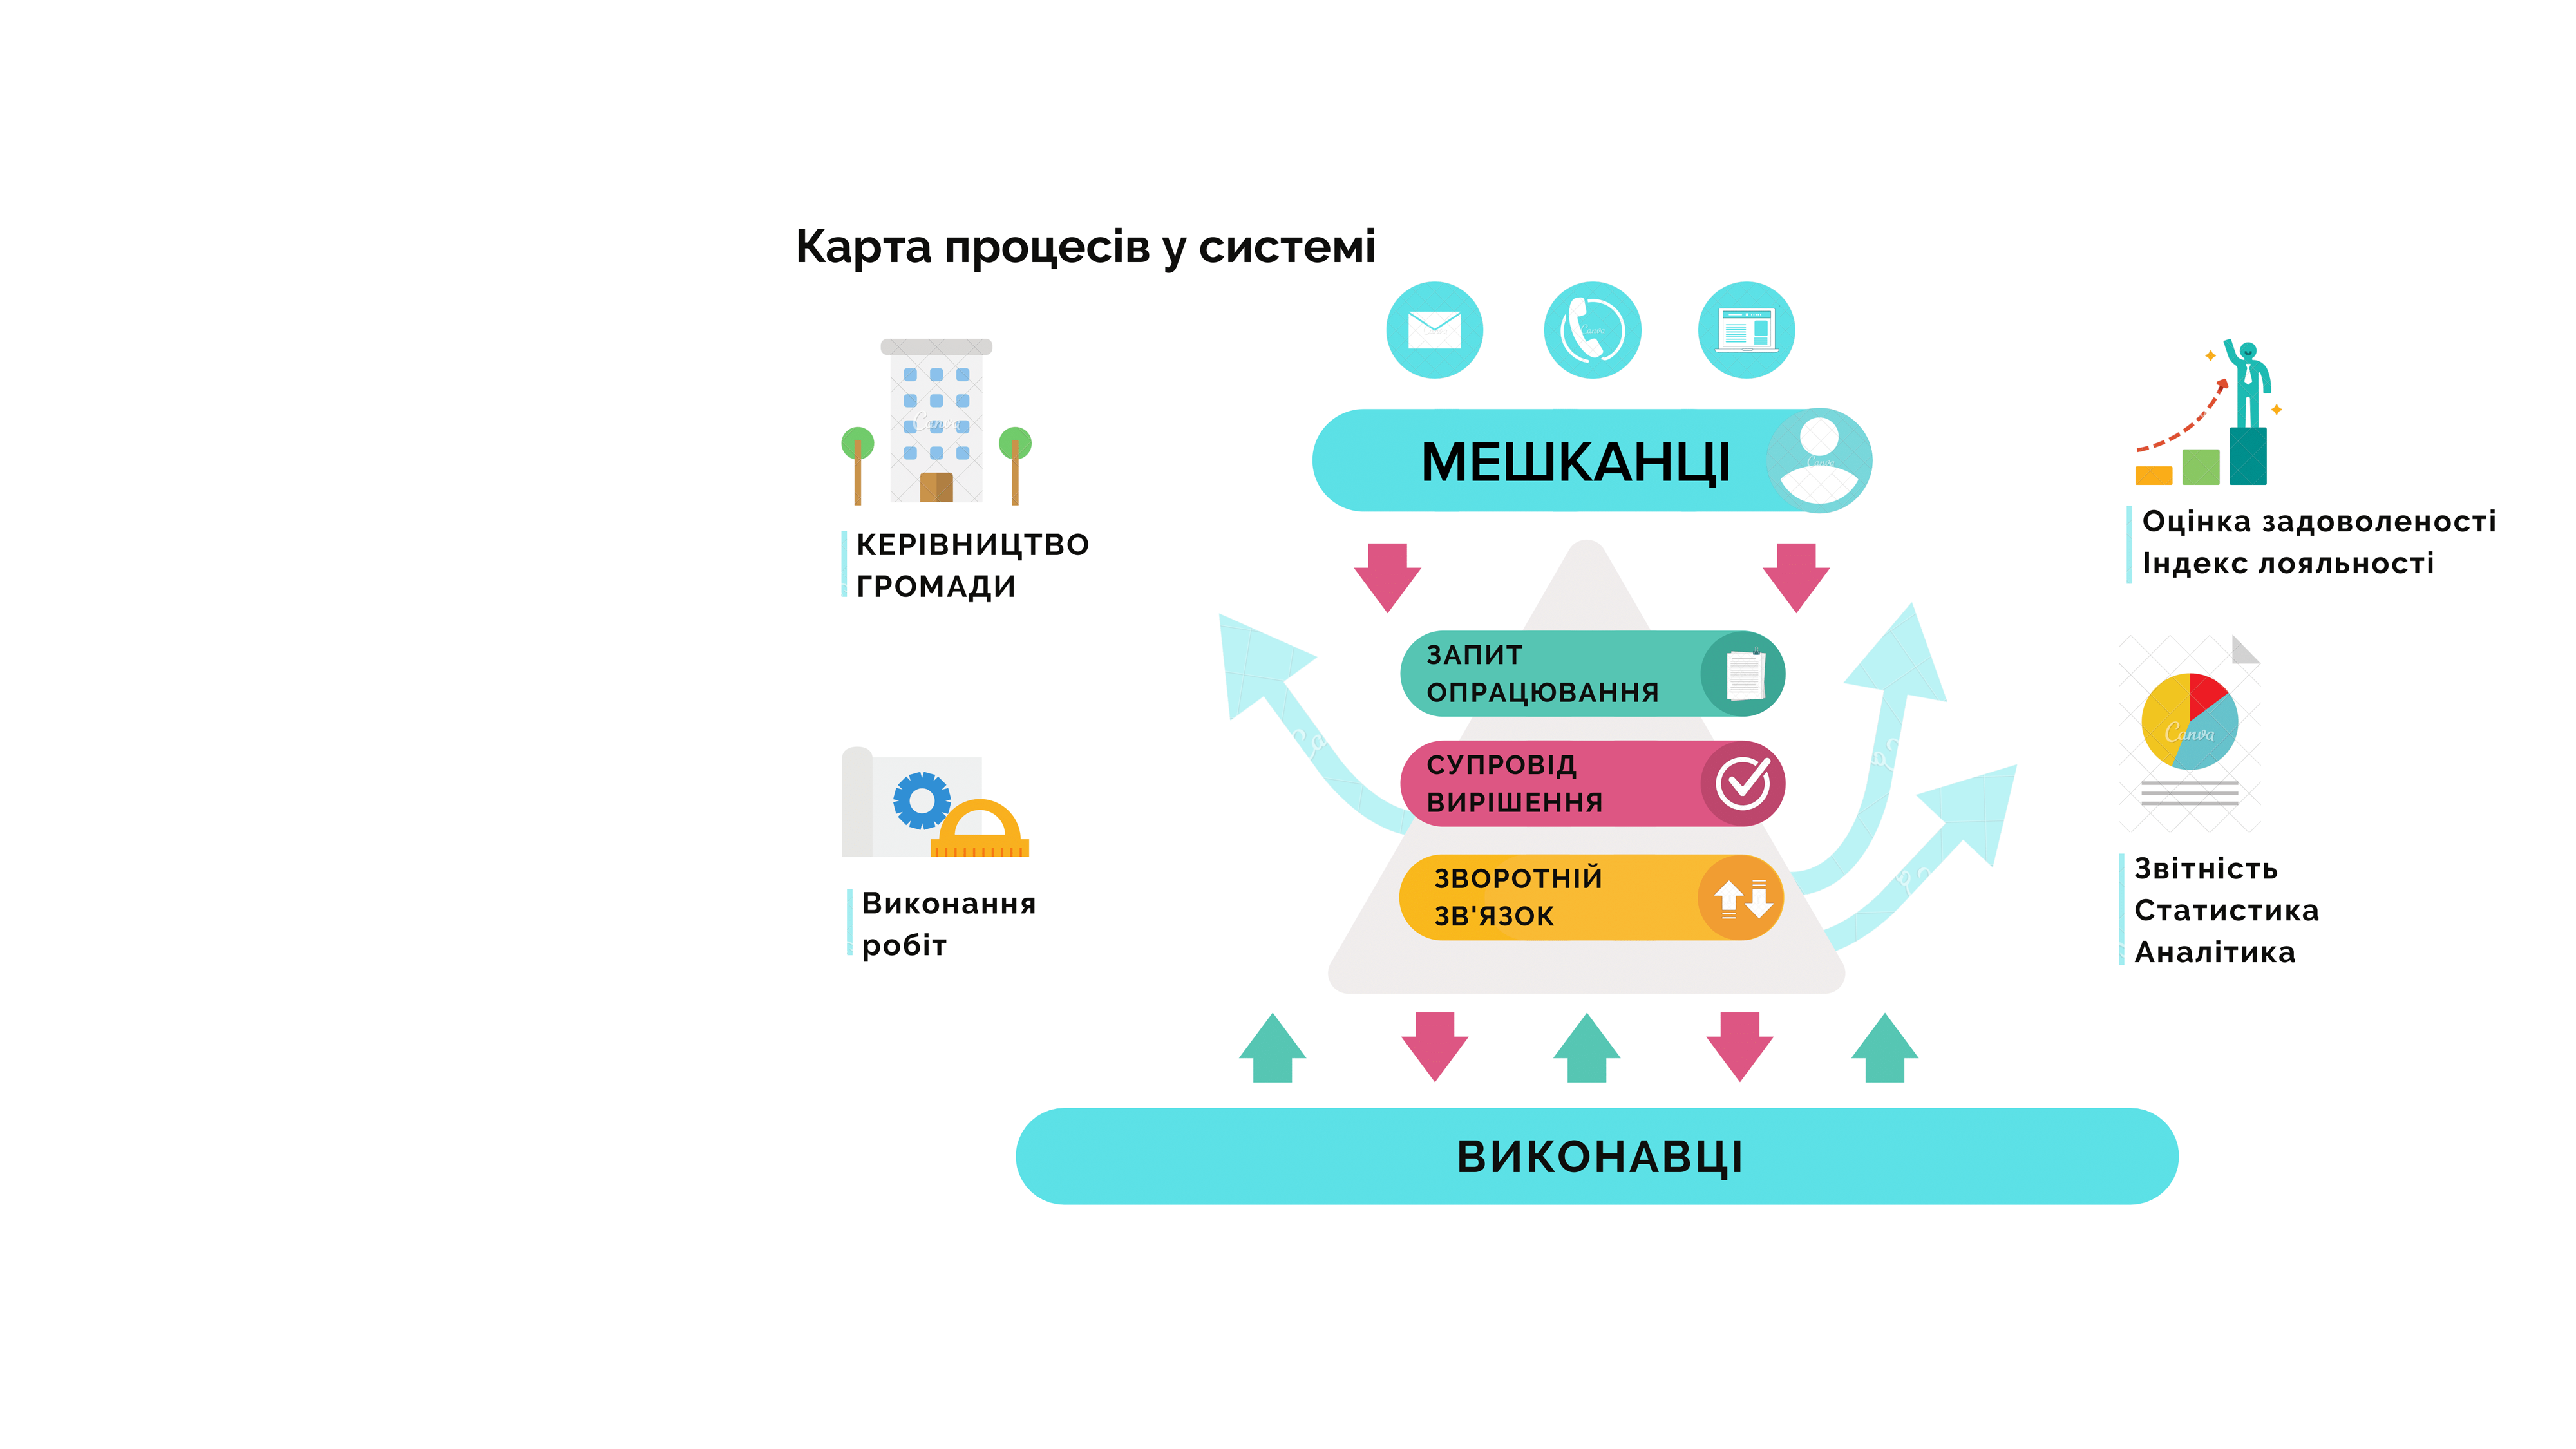 Карта процесів у системі
МЕШКАНЦІ
КЕРІВНИЦТВО
ГРОМАДИ
Оцінка задоволеності
Індекс лояльності
ЗАПИТ
ОПРАЦЮВАННЯ
СУПРОВІД
ВИРІШЕННЯ
ЗВОРОТНІЙ
ЗВ'ЯЗОК
Виконання
робіт
Canva
Звітність
Статистика
Аналітика
ВИКОНАВЦІ